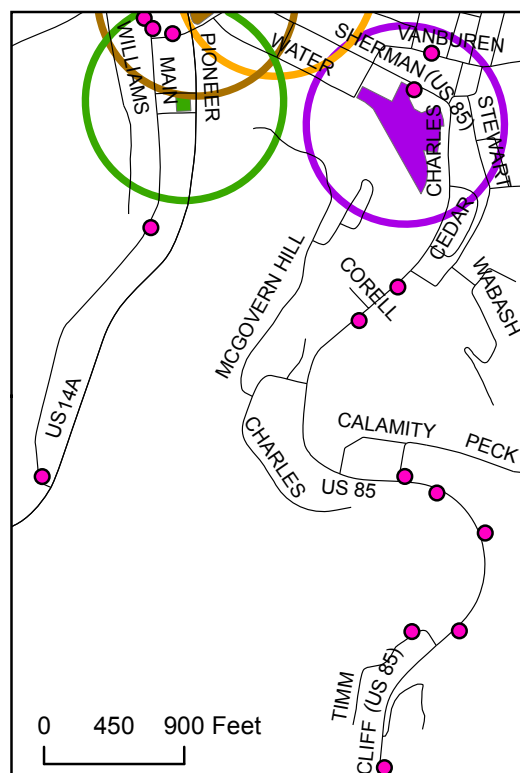 WILLIAMS
MAIN
PIONEER
WATER
SHERMAN (US 85)
VANBUREN
CHARLES
STEWART
CEDAR
WABASH
CORELL
MCGOVERN HILL
US14A
CHARLES
CALAMITY
PECK
US 85
TIMM
CLIFF (US 85)
0 450 900 Feet